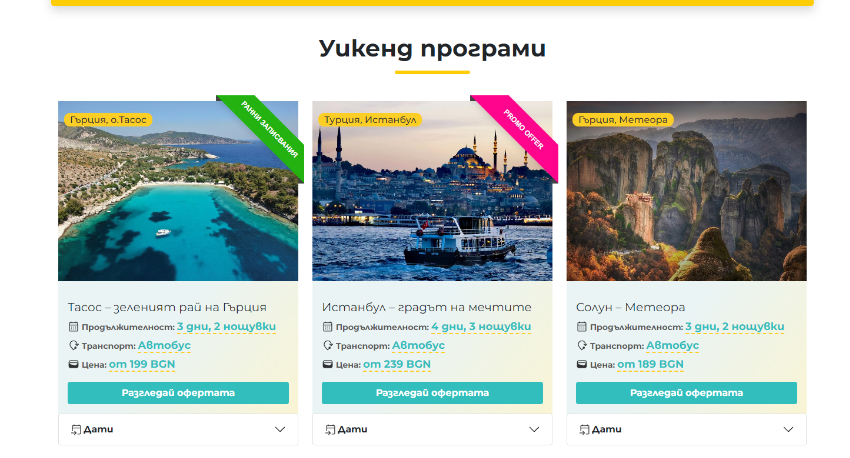 Уикенд програми
Гърция, о.Тасос
РАННИ ЗАПИСВАНИЯ
Тасос – зеленият рай на Гърция
Продължителност: 3 дни, 2 нощувки
Транспорт: Автобус
Цена: от 199 BGN
Разгледай офертата
Дати
Турция, Истанбул
PROMO OFFER
Истанбул – градът на мечтите
Продължителност: 4 дни, 3 нощувки
Транспорт: Автобус
Цена: от 239 BGN
Разгледай офертата
Дати
Гърция, Метеора
Солун – Метеора
Продължителност: 3 дни, 2 нощувки
Транспорт: Автобус
Цена: от 189 BGN
Разгледай офертата
Дати